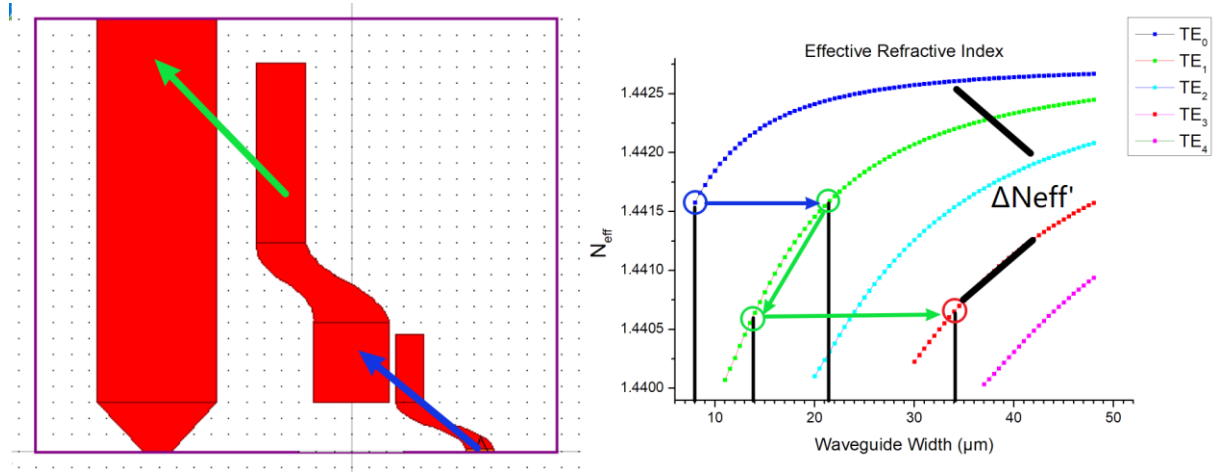 Effective Refractive Index
TE0
TE1
TE2
TE3
TE4
1.4425
1.4420
1.4415
1.4410
1.4405
1.4400
Neff
ΔNeff'
10 20 30 40 50
Waveguide Width (μm)